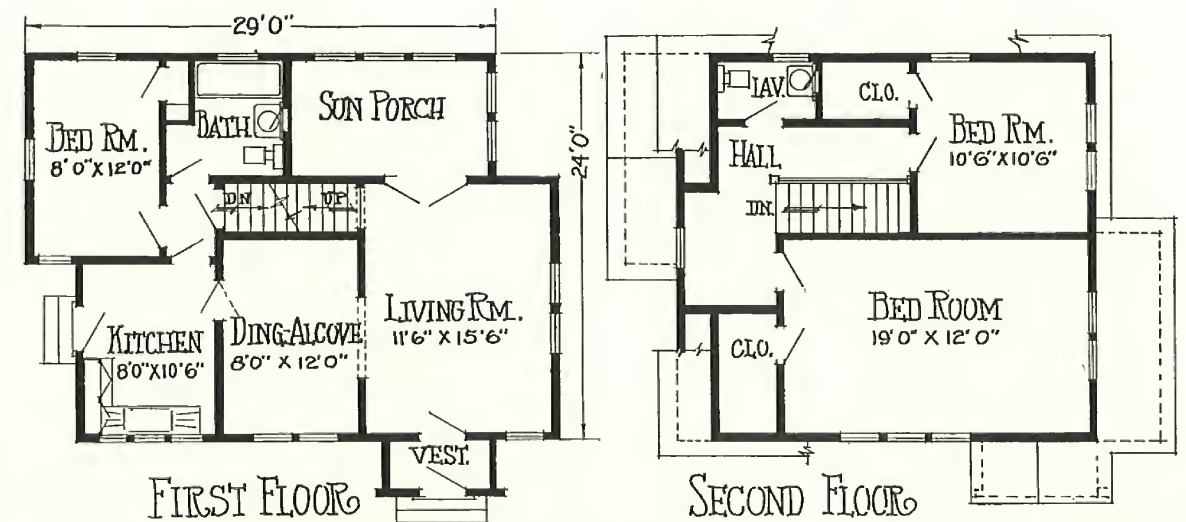 29'0"
BED RM.
8'0" X 12'0"
BATH
SUN PORCH
24'0"
DN
UP
KITCHEN
8'0"X10'6"
DING-ALCOVE
8'0" X 12'0"
LIVING RM.
11'6" X 15'6"
VEST.
FIRST FLOOR
LAV.
CLO.
BED RM.
10'6"X10'6"
HALL
DN.
BED ROOM
19'0" X 12'0"
CLO.
SECOND FLOOR